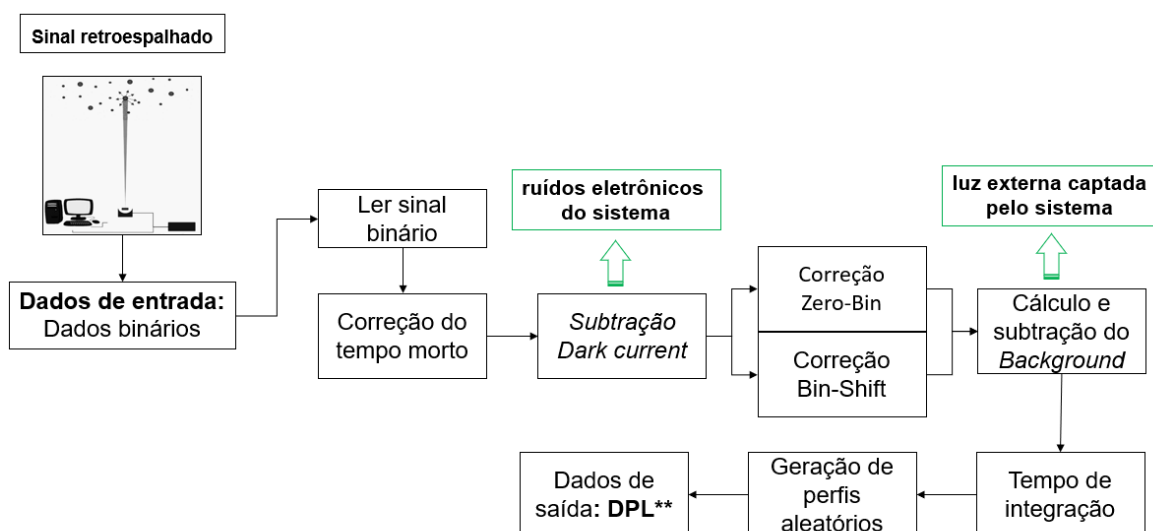 Sinal retroespalhado
Dados de entrada:
Dados binários
Ler sinal
binário
Correção do
tempo morto
ruídos eletrônicos
do sistema
Subtração
Dark current
Correção
Zero-Bin
Correção
Bin-Shift
luz externa captada
pelo sistema
Cálculo e
subtração do
Background
Tempo de
integração
Geração de
perfis
aleatórios
Dados de
saída: DPL**